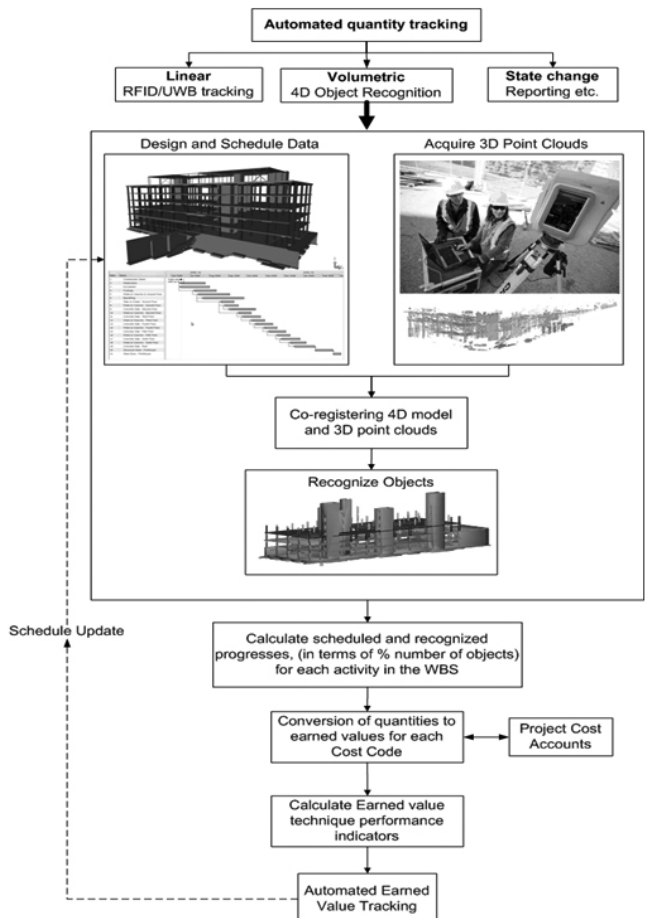 Automated quantity tracking
Linear
RFID/UWB tracking
Volumetric
4D Object Recognition
State change
Reporting etc.
Design and Schedule Data
Acquire 3D Point Clouds
Co-registering 4D model
and 3D point clouds
Recognize Objects
Schedule Update
Calculate scheduled and recognized
progresses, (in terms of % number of objects)
for each activity in the WBS
Conversion of quantities to
earned values for each
Cost Code
Project Cost
Accounts
Calculate Earned value
technique performance
indicators
Automated Earned
Value Tracking